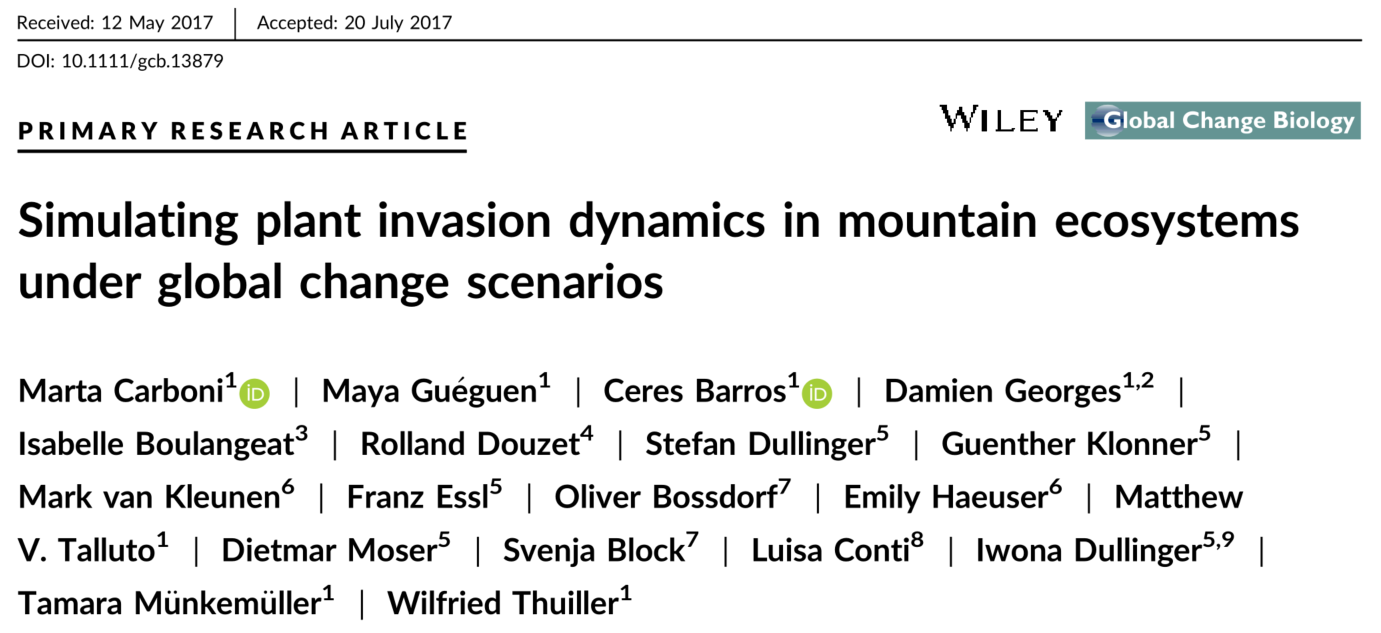 Received: 12 May 2017 | Accepted: 20 July 2017
DOI: 10.1111/gcb.13879
PRIMARY RESEARCH ARTICLE
WILEY Global Change Biology
Simulating plant invasion dynamics in mountain ecosystems
under global change scenarios
Marta Carboni1 iD | Maya Guéguen1 | Ceres Barros1 iD | Damien Georges1,2 |
Isabelle Boulangeat3 | Rolland Douzet4 | Stefan Dullinger5 | Guenther Klonner5 |
Mark van Kleunen6 | Franz Essl5 | Oliver Bossdorf7 | Emily Haeuser6 | Matthew
V. Talluto1 | Dietmar Moser5 | Svenja Block7 | Luisa Conti8 | Iwona Dullinger5,9 |
Tamara Münkemüller1 | Wilfried Thuiller1